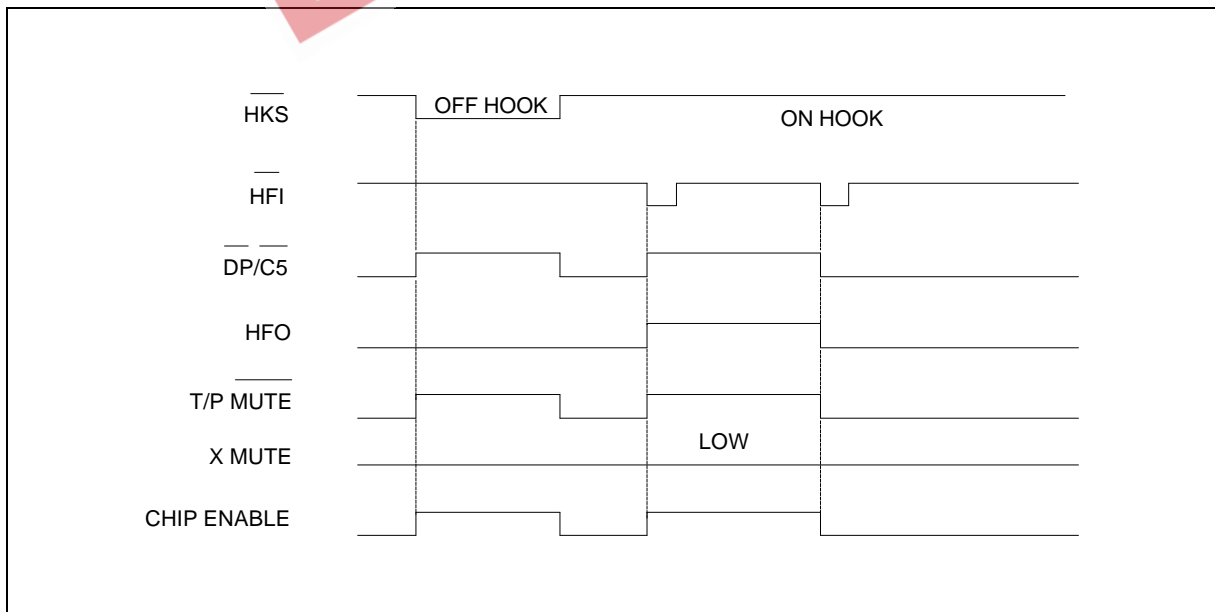 HKS
OFF HOOK
ON HOOK
HFI
DP/C5
HFO
T/P MUTE
LOW
X MUTE
CHIP ENABLE